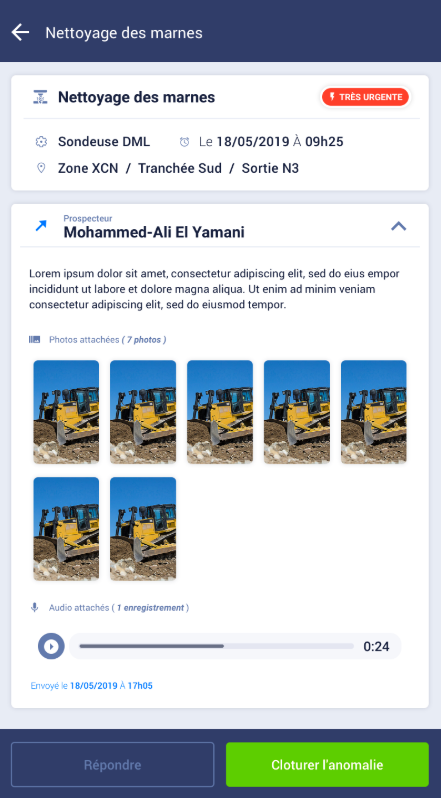 Nettoyage des marnes
Nettoyage des marnes
TRÈS URGENTE
Sondeuse DML
Le 18/05/2019 À 09h25
Zone XCN / Tranchée Sud / Sortie N3
Prospecteur
Mohammed-Ali El Yamani
Lorem ipsum dolor sit amet, consectetur adipiscing elit, sed do eius empor
incididunt ut labore et dolore magna aliqua. Ut enim ad minim veniam
consectetur adipiscing elit, sed do eiusmod tempor.
Photos attachées ( 7 photos )
Audio attachés ( 1 enregistrement )
0:24
Envoyé le 18/05/2019 À 17h05
Répondre
Cloturer l'anomalie